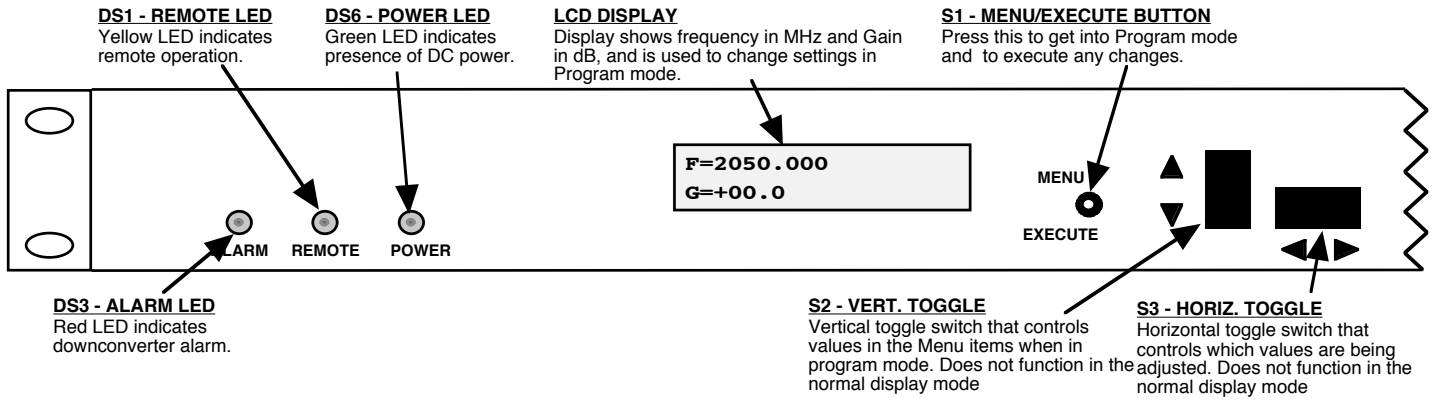 DS1 - REMOTE LED
Yellow LED indicates
remote operation.
DS6 - POWER LED
Green LED indicates
presence of DC power.
LCD DISPLAY
Display shows frequency in MHz and Gain
in dB, and is used to change settings in
Program mode.
S1 - MENU/EXECUTE BUTTON
Press this to get into Program mode
and to execute any changes.
F=2050.000
G=+00.0
MENU
EXECUTE
ALARM
REMOTE
POWER
DS3 - ALARM LED
Red LED indicates
downconverter alarm.
S2 - VERT. TOGGLE
Vertical toggle switch that controls
values in the Menu items when in
program mode. Does not function in the
normal display mode
S3 - HORIZ. TOGGLE
Horizontal toggle switch that
controls which values are being
adjusted. Does not function in the
normal display mode